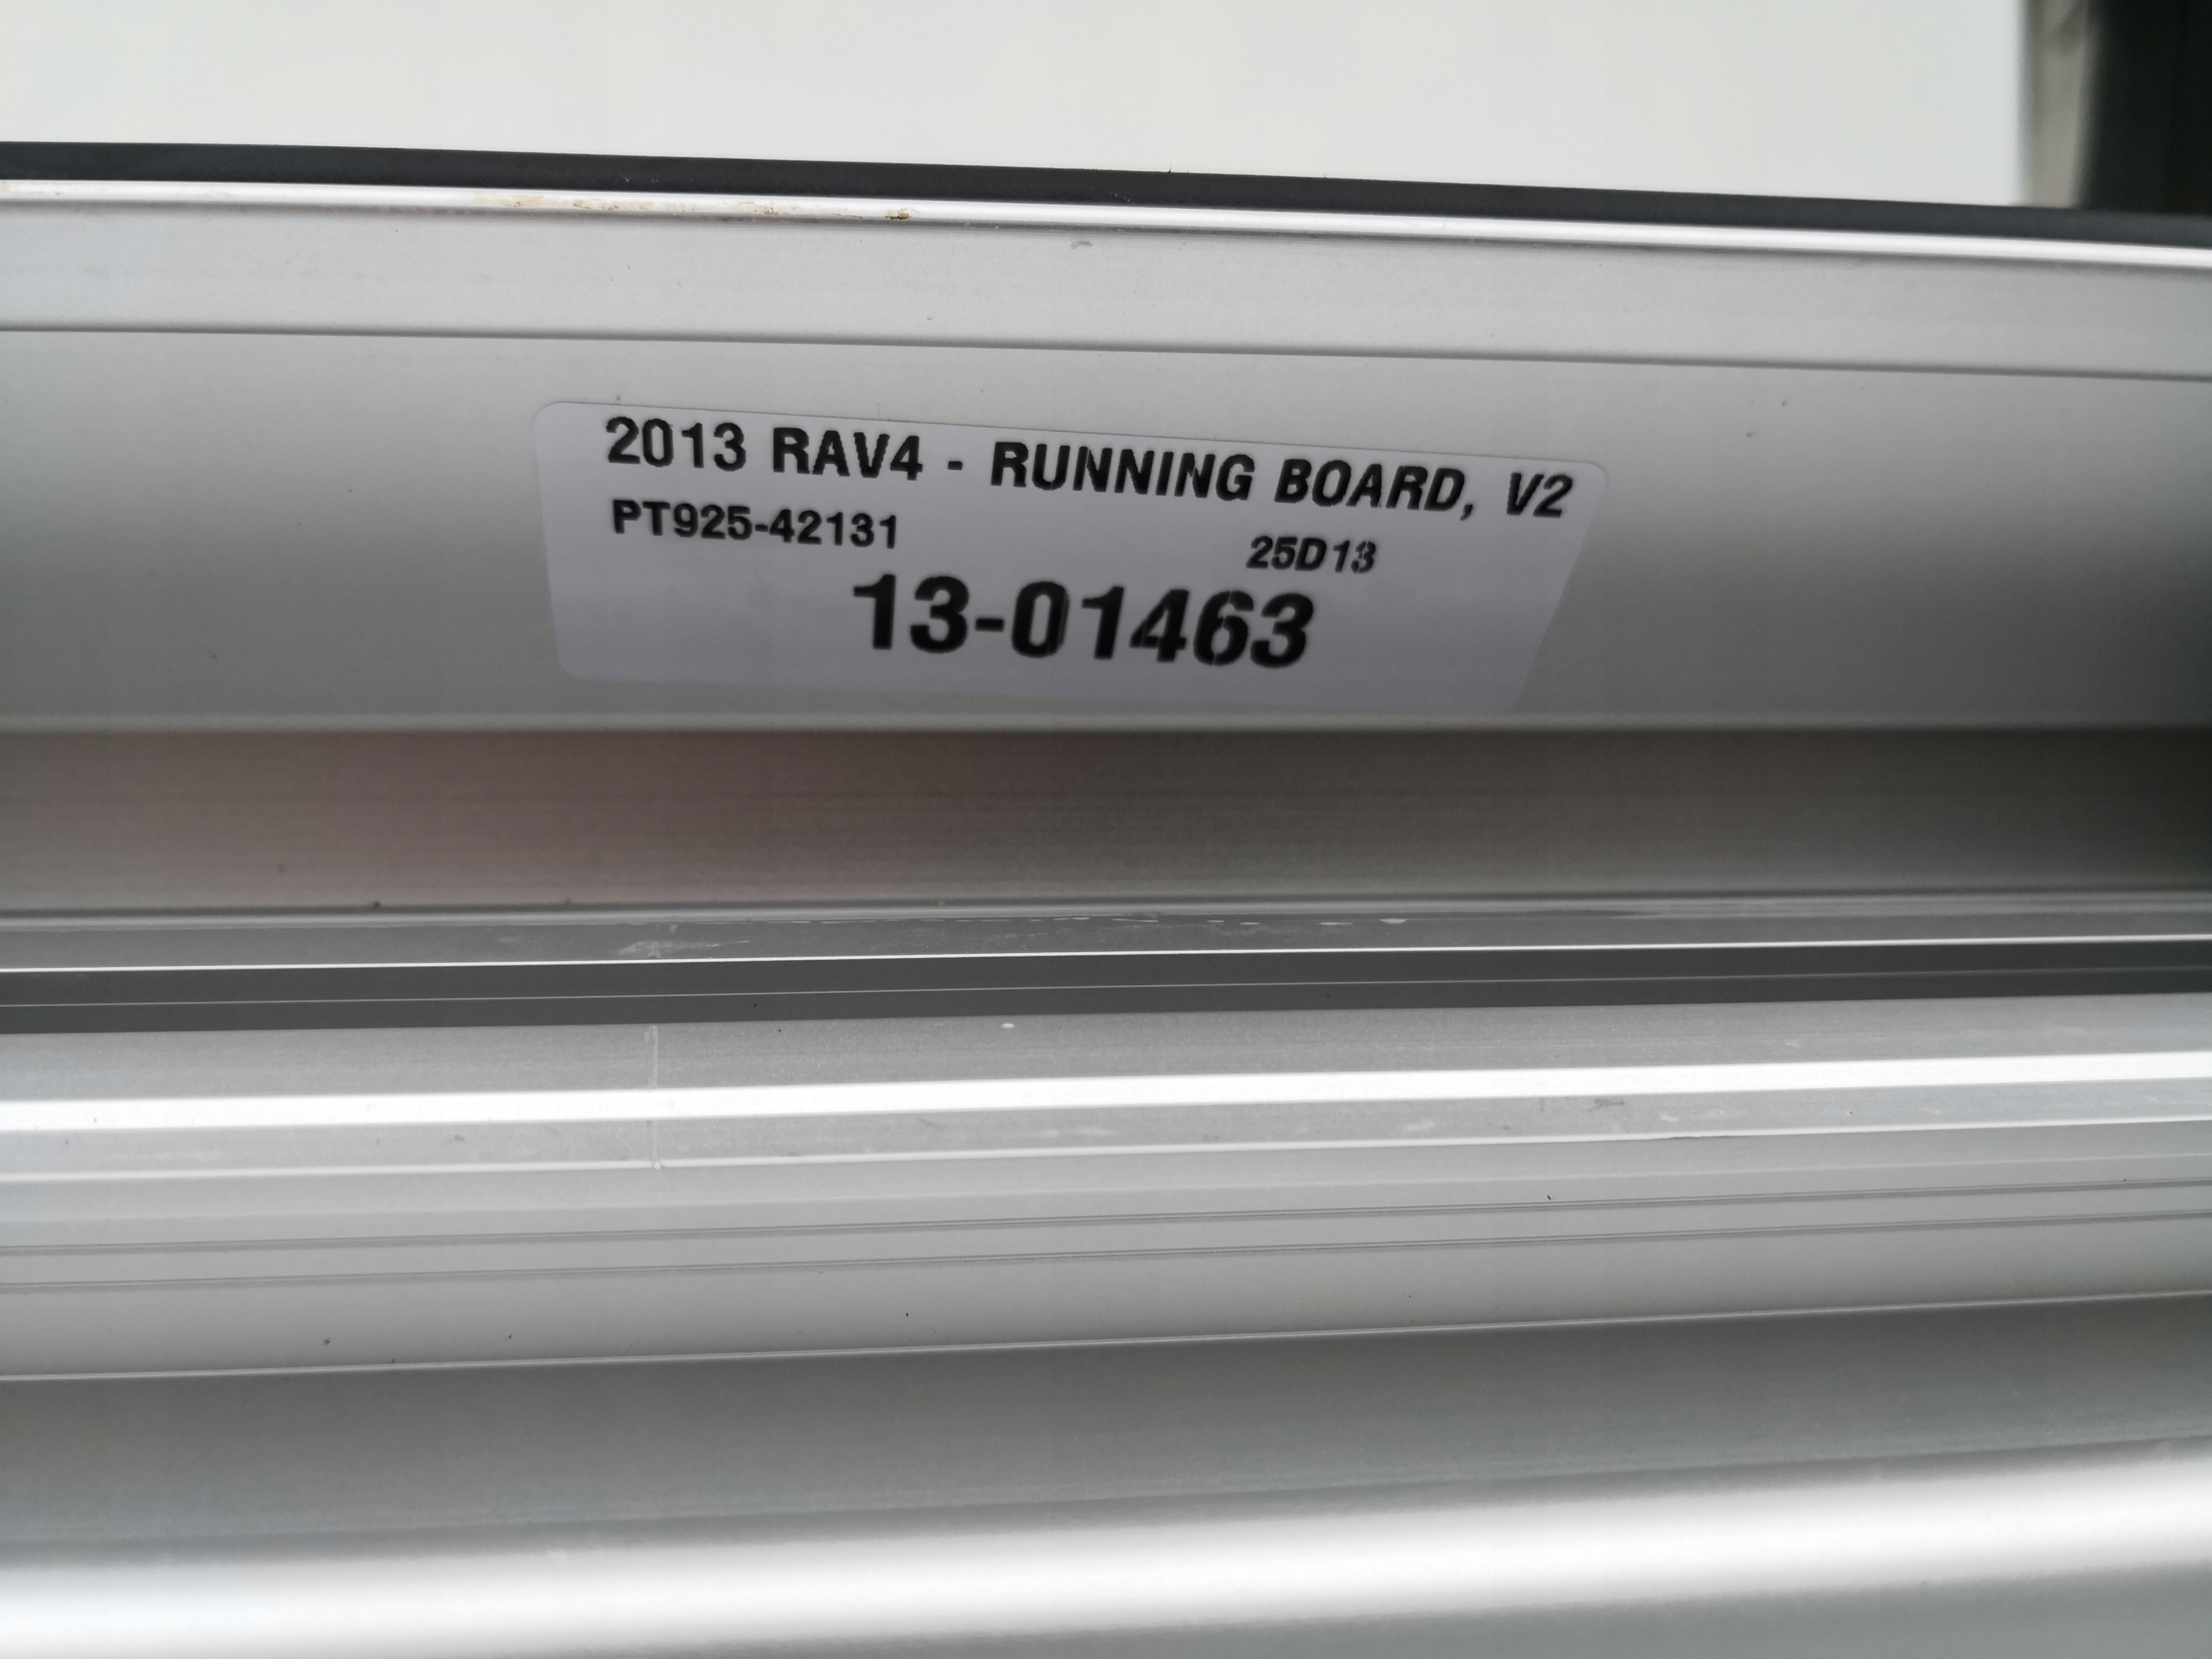 2013 RAV4 - RUNNING BOARD, V2
PT925-42131 25D13
13-01463